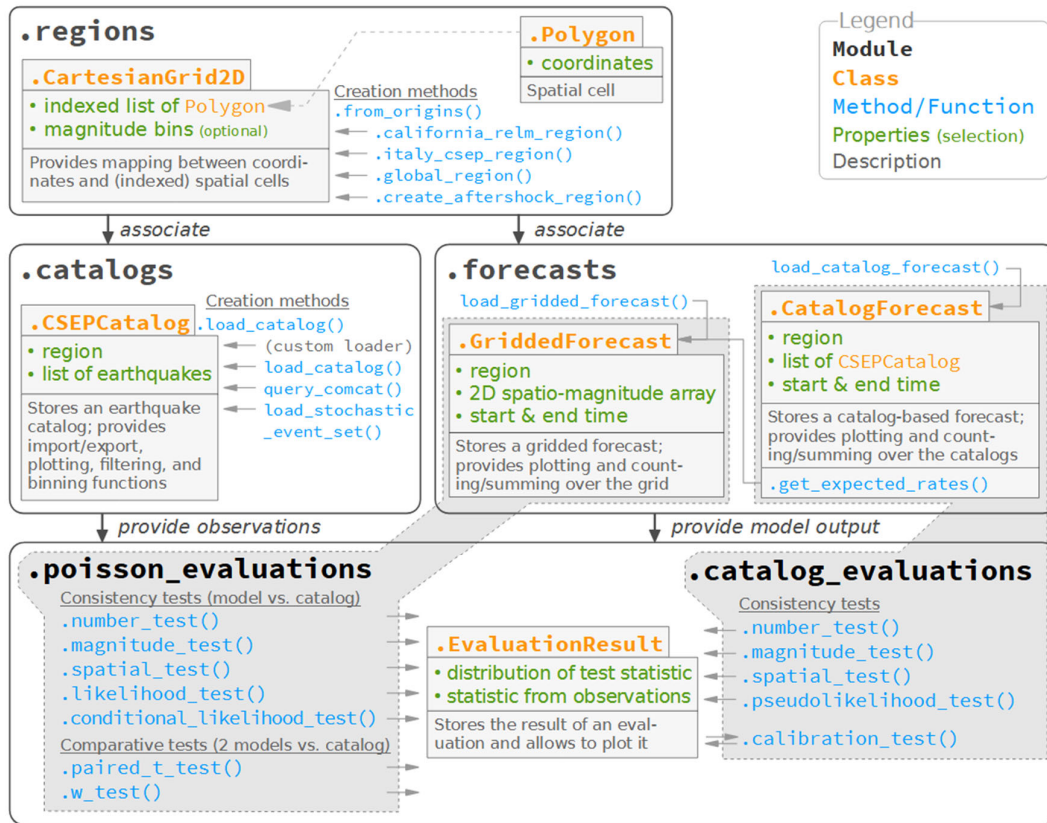 .regions
.Polygon
• coordinates
Spatial cell
.CartesianGrid2D
• indexed list of Polygon
• magnitude bins (optional)
Provides mapping between coordi-
nates and (indexed) spatial cells
Creation methods
.from_origins()
.california_relm_region()
.italy_csep_region()
.global_region()
.create_aftershock_region()
Legend
Module
Class
Method/Function
Properties (selection)
Description
associate
associate
.catalogs
Creation methods
.CSEPCatalog
.load_catalog()
(custom loader)
load_catalog()
query_comcat()
load_stochastic
_event_set()
• region
• list of earthquakes
Stores an earthquake
catalog; provides
import/export,
plotting, filtering, and
binning functions
.forecasts
load_gridded_forecast()
.GriddedForecast
• region
• 2D spatio-magnitude array
• start & end time
Stores a gridded forecast;
provides plotting and count-
ing/summing over the grid
load_catalog_forecast()
.CatalogForecast
• region
• list of CSEPCatalog
• start & end time
Stores a catalog-based forecast;
provides plotting and count-
ing/summing over the catalogs
.get_expected_rates()
provide observations
provide model output
.poisson_evaluations
Consistency tests (model vs. catalog)
.number_test()
.magnitude_test()
.spatial_test()
.likelihood_test()
.conditional_likelihood_test()
Comparative tests (2 models vs. catalog)
.paired_t_test()
.w_test()
.EvaluationResult
• distribution of test statistic
• statistic from observations
Stores the result of an eval-
uation and allows to plot it
.catalog_evaluations
Consistency tests
.number_test()
.magnitude_test()
.spatial_test()
.pseudolikelihood_test()
.calibration_test()